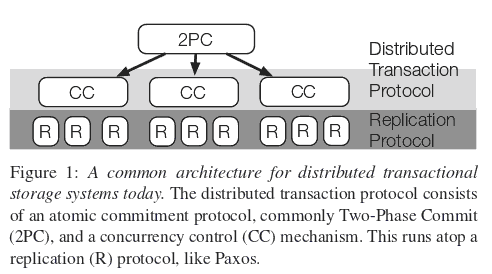 2PC
Distributed
Transaction
Protocol
CC CC CC
Replication
Protocol
R R R R R R R R R
Figure 1: A common architecture for distributed transactional
storage systems today. The distributed transaction protocol consists
of an atomic commitment protocol, commonly Two-Phase Commit
(2PC), and a concurrency control (CC) mechanism. This runs atop a
replication (R) protocol, like Paxos.